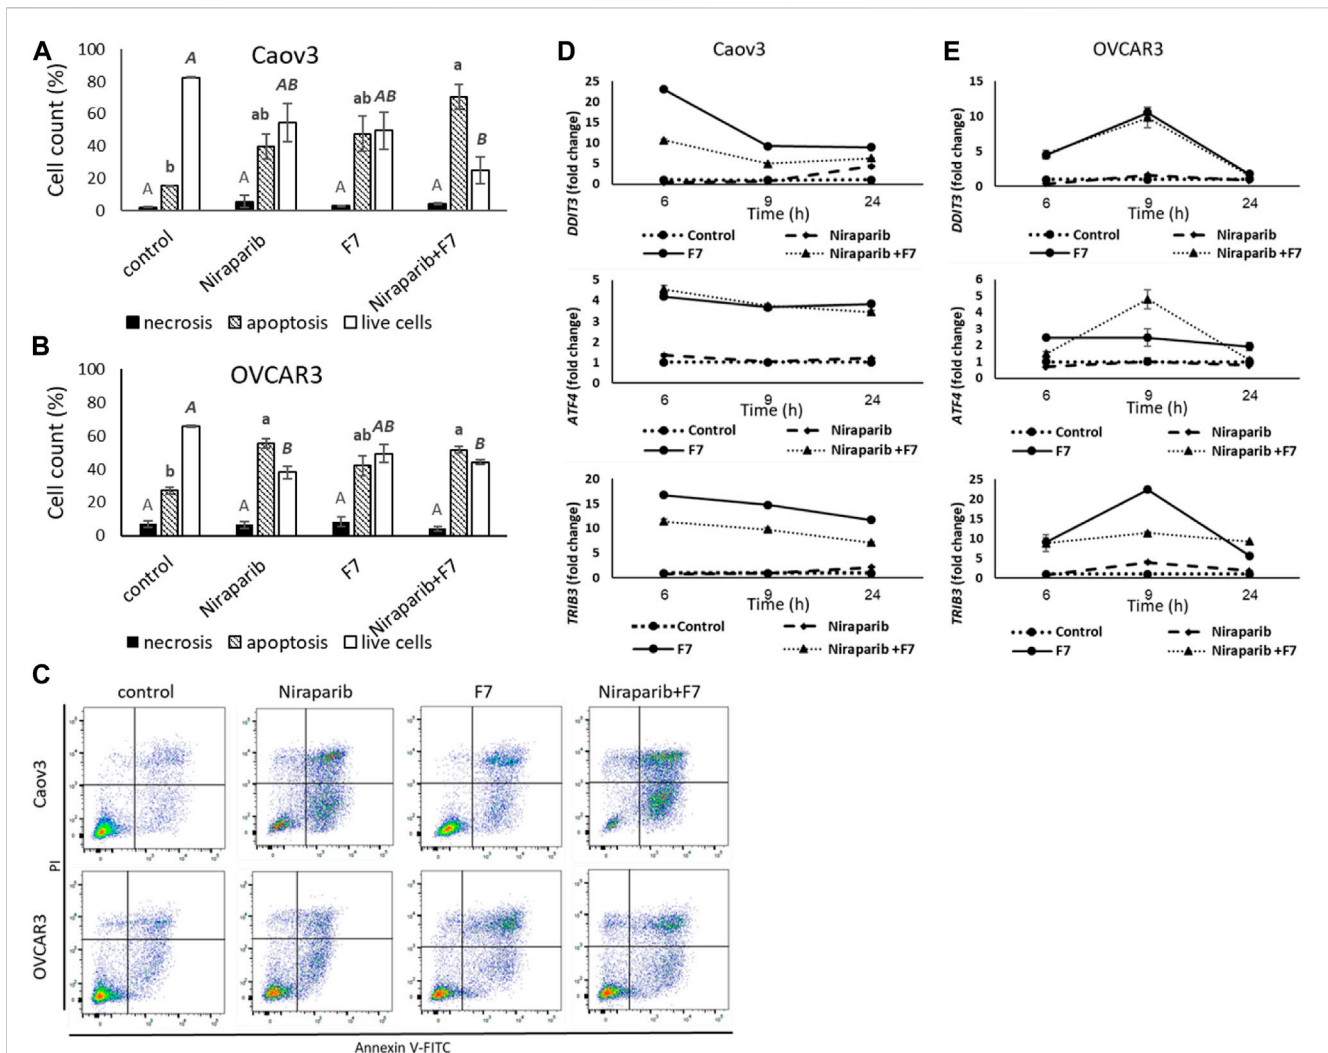 A
Caov3
Cell count (%)
100
80
60
40
20
0
A b A
A ab AB
A ab AB
A a B
control Niraparib F7 Niraparib+F7
necrosis apoptosis live cells
B
OVCAR3
Cell count (%)
100
80
60
40
20
0
A b A
A a B
A ab AB
A a B
control Niraparib F7 Niraparib+F7
necrosis apoptosis live cells
C
control Niraparib F7 Niraparib+F7
Caov3
OVCAR3
PI
Annexin V-FITC
D
Caov3
DDIT3 (fold change)
25
20
15
10
5
0
6 9 24
Time (h)
Control Niraparib
F7 Niraparib +F7
ATF4 (fold change)
5
4
3
2
1
0
6 9 24
Time (h)
Control Niraparib
F7 Niraparib +F7
TRIB3 (fold change)
20
15
10
5
0
6 9 24
Time (h)
Control Niraparib
F7 Niraparib +F7
E
OVCAR3
DDIT3 (fold change)
15
10
5
0
6 9 24
Time (h)
Control Niraparib
F7 Niraparib +F7
ATF4 (fold change)
6
5
4
3
2
1
0
6 9 24
Time (h)
Control Niraparib
F7 Niraparib +F7
TRIB3 (fold change)
25
20
15
10
5
0
6 9 24
Time (h)
Control Niraparib
F7 Niraparib +F7